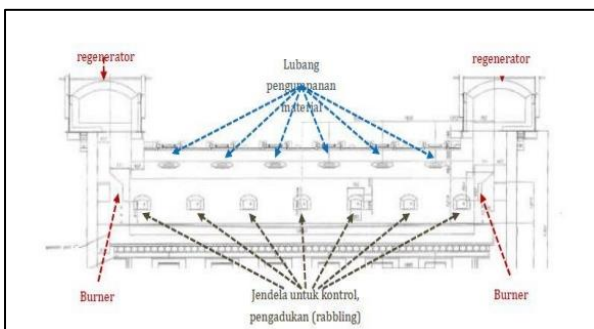 regenerator
regenerator
Lubang
pengumpanan
material
Burner
Burner
Jendela untuk kontrol,
pengadukan (rabbling)